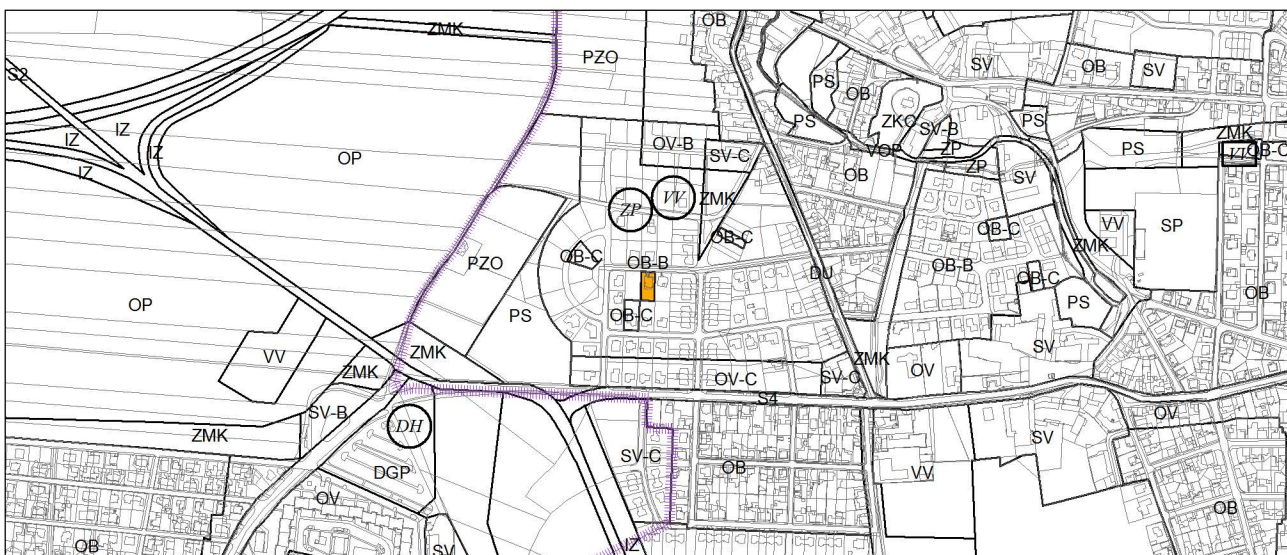 OB
ZMK
PZO
SV
OB
SV
S2
PS
OB
IZ
IZ
IZ
OP
PS
ZKO
SV-B
PS
ZMK
OV-B
SV-C
VOP
ZP
PS
VV
OB-C
IZ
ZP
VV
ZMK
OB
ZP
SV
SP
VV
OB-C
OB-C
OB-C
ZMK
PZO
OB-B
DU
OB-B
OB-C
OB
OP
PS
OB-C
PS
SV
VV
ZMK
ZMK
ZMK
OV
OV-C
SV-C
SV-B
S4
OV
DH
SV
ZMK
SV-C
OB
VV
DGP
OV
OB
OB
SV
IZ